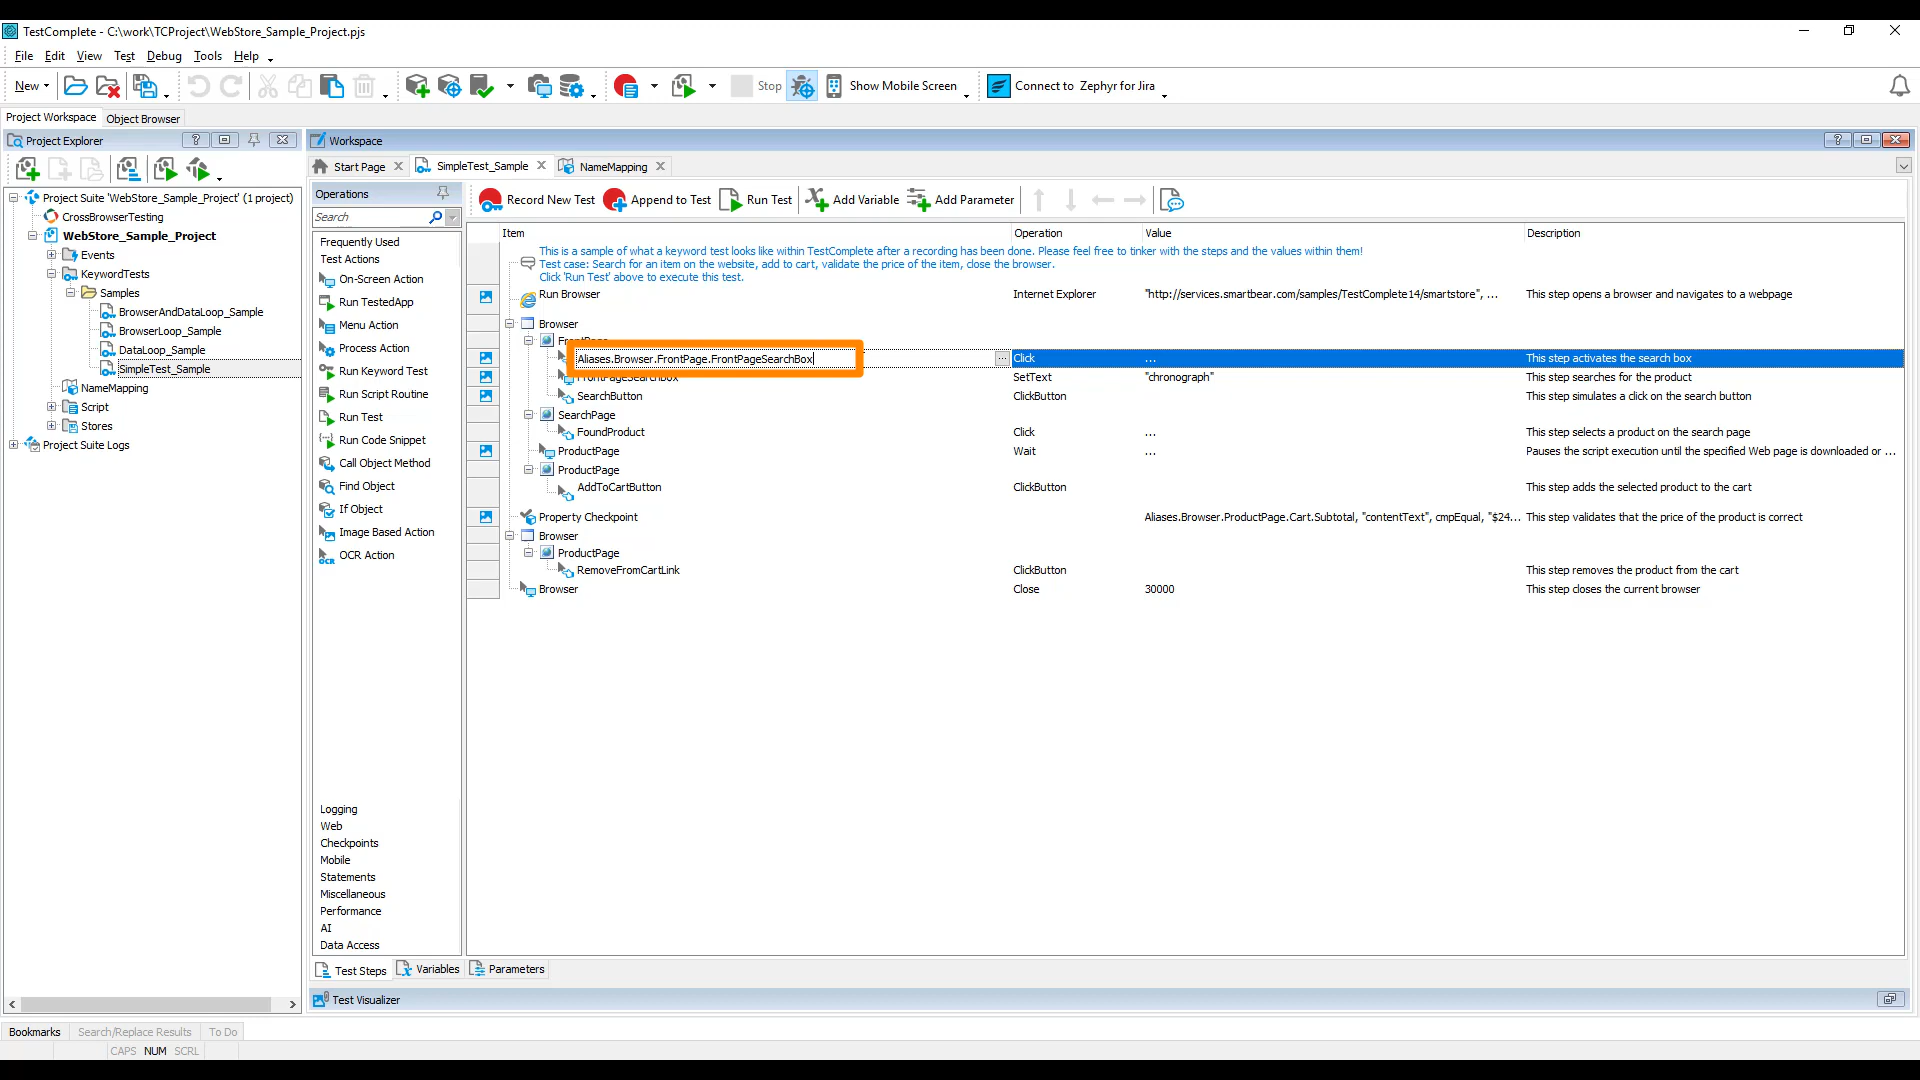 TestComplete - C:\work\TCProject\WebStore_Sample_Project.pjs
File Edit View Test Debug Tools Help
New Stop Show Mobile Screen Connect to Zephyr for Jira
Project Workspace Object Browser
Project Explorer
Project Suite 'WebStore_Sample_Project' (1 project)
CrossBrowserTesting
WebStore_Sample_Project
Events
KeywordTests
Samples
BrowserAndDataLoop_Sample
BrowserLoop_Sample
DataLoop_Sample
SimpleTest_Sample
NameMapping
Script
Stores
Project Suite Logs
Workspace
Start Page SimpleTest_Sample NameMapping
Operations
Search
Frequently Used
Test Actions
On-Screen Action
Run TestedApp
Menu Action
Process Action
Run Keyword Test
Run Script Routine
Run Test
Run Code Snippet
Call Object Method
Find Object
If Object
Image Based Action
OCR Action
Logging
Web
Checkpoints
Mobile
Statements
Miscellaneous
Performance
AI
Data Access
Record New Test Append to Test Run Test Add Variable Add Parameter
Item Operation Value Description
This is a sample of what a keyword test looks like within TestComplete after a recording has been done. Please feel free to tinker with the steps and the values within them!
Test case: Search for an item on the website, add to cart, validate the price of the item, close the browser.
Click 'Run Test' above to execute this test.
Run Browser Internet Explorer "http://services.smartbear.com/samples/TestComplete14/smartstore", ... This step opens a browser and navigates to a webpage
Browser
FrontPage
Aliases.Browser.FrontPage.FrontPageSearchBox ... Click ... This step activates the search box
FrontPageSearchBox SetText "chronograph" This step searches for the product
SearchButton ClickButton This step simulates a click on the search button
SearchPage
FoundProduct Click ... This step selects a product on the search page
ProductPage Wait ... Pauses the script execution until the specified Web page is downloaded or ...
ProductPage
AddToCartButton ClickButton This step adds the selected product to the cart
Property Checkpoint Aliases.Browser.ProductPage.Cart.Subtotal, "contentText", cmpEqual, "$24... This step validates that the price of the product is correct
Browser
ProductPage
RemoveFromCartLink ClickButton This step removes the product from the cart
Browser Close 30000 This step closes the current browser
Test Steps Variables Parameters
Test Visualizer
Bookmarks Search/Replace Results To Do
CAPS NUM SCRL